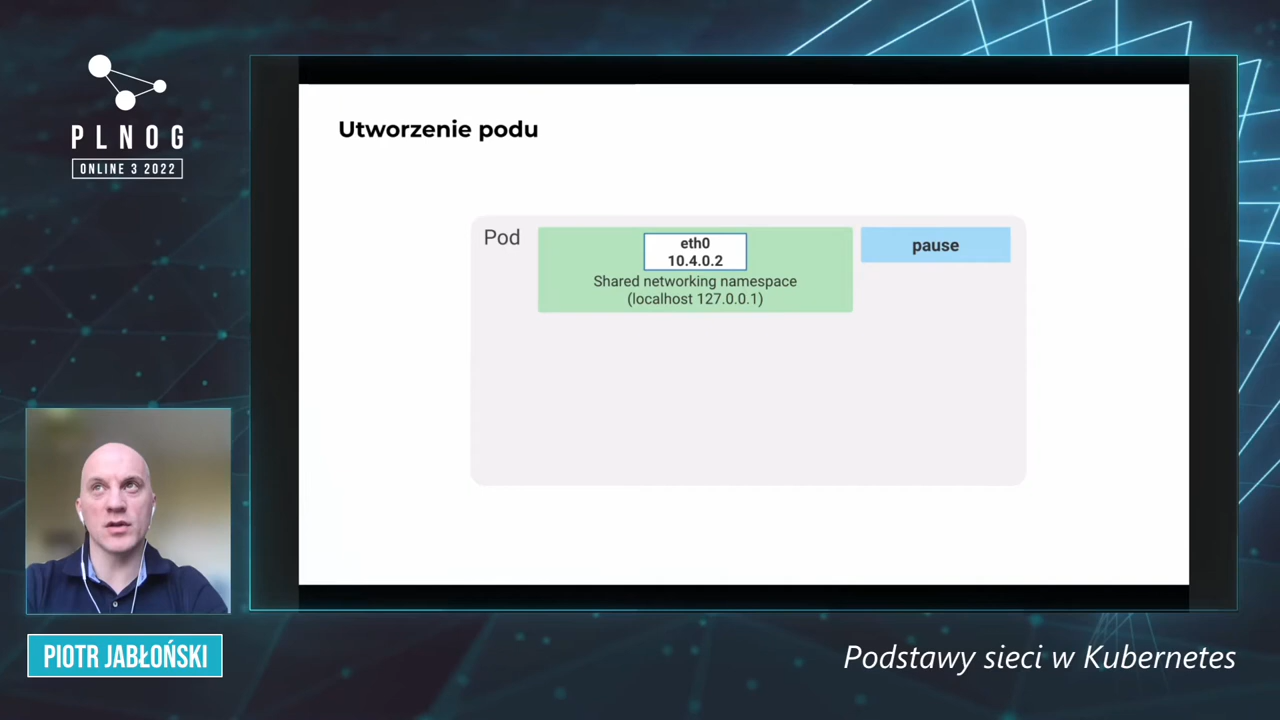 PLNOG
ONLINE 3 2022
Utworzenie podu
Pod
eth0
10.4.0.2
Shared networking namespace
(localhost 127.0.0.1)
pause
PIOTR JABŁOŃSKI
Podstawy sieci w Kubernetes